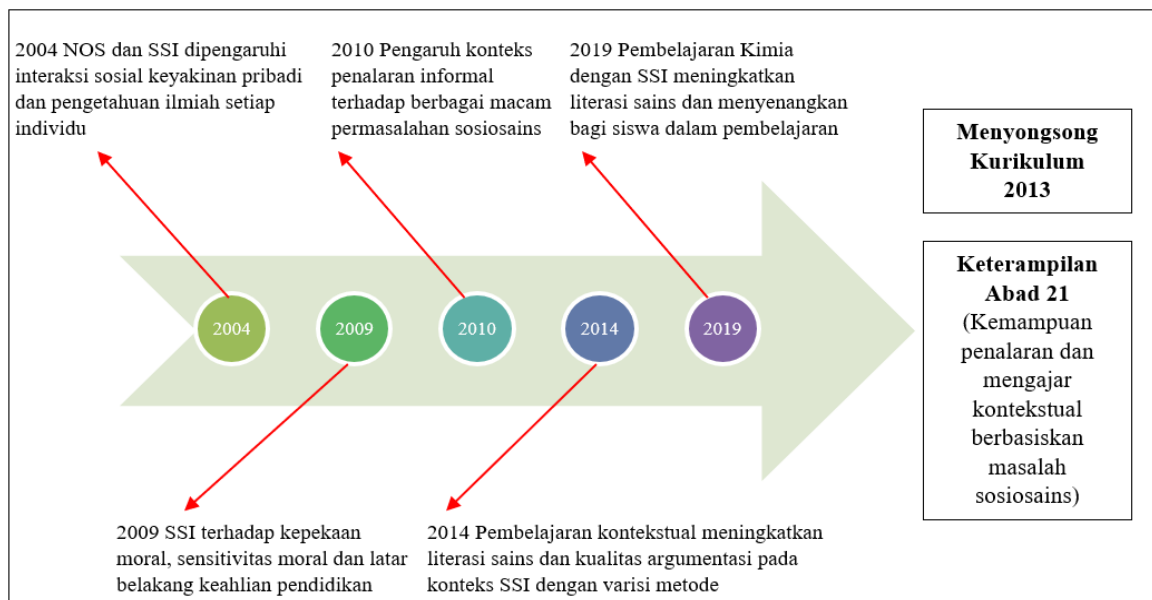 2004 NOS dan SSI dipengaruhi
interaksi sosial keyakinan pribadi
dan pengetahuan ilmiah setiap
individu
2010 Pengaruh konteks
penalaran informal
terhadap berbagai macam
permasalahan sosiosains
2019 Pembelajaran Kimia
dengan SSI meningkatkan
literasi sains dan menyenangkan
bagi siswa dalam pembelajaran
Menyongsong
Kurikulum
2013
2004
2009
2010
2014
2019
Keterampilan
Abad 21
(Kemampuan
penalaran dan
mengajar
kontekstual
berbasiskan
masalah
sosiosains)
2009 SSI terhadap kepekaan
moral, sensitivitas moral dan latar
belakang keahlian pendidikan
2014 Pembelajaran kontekstual meningkatkan
literasi sains dan kualitas argumentasi pada
konteks SSI dengan varisi metode